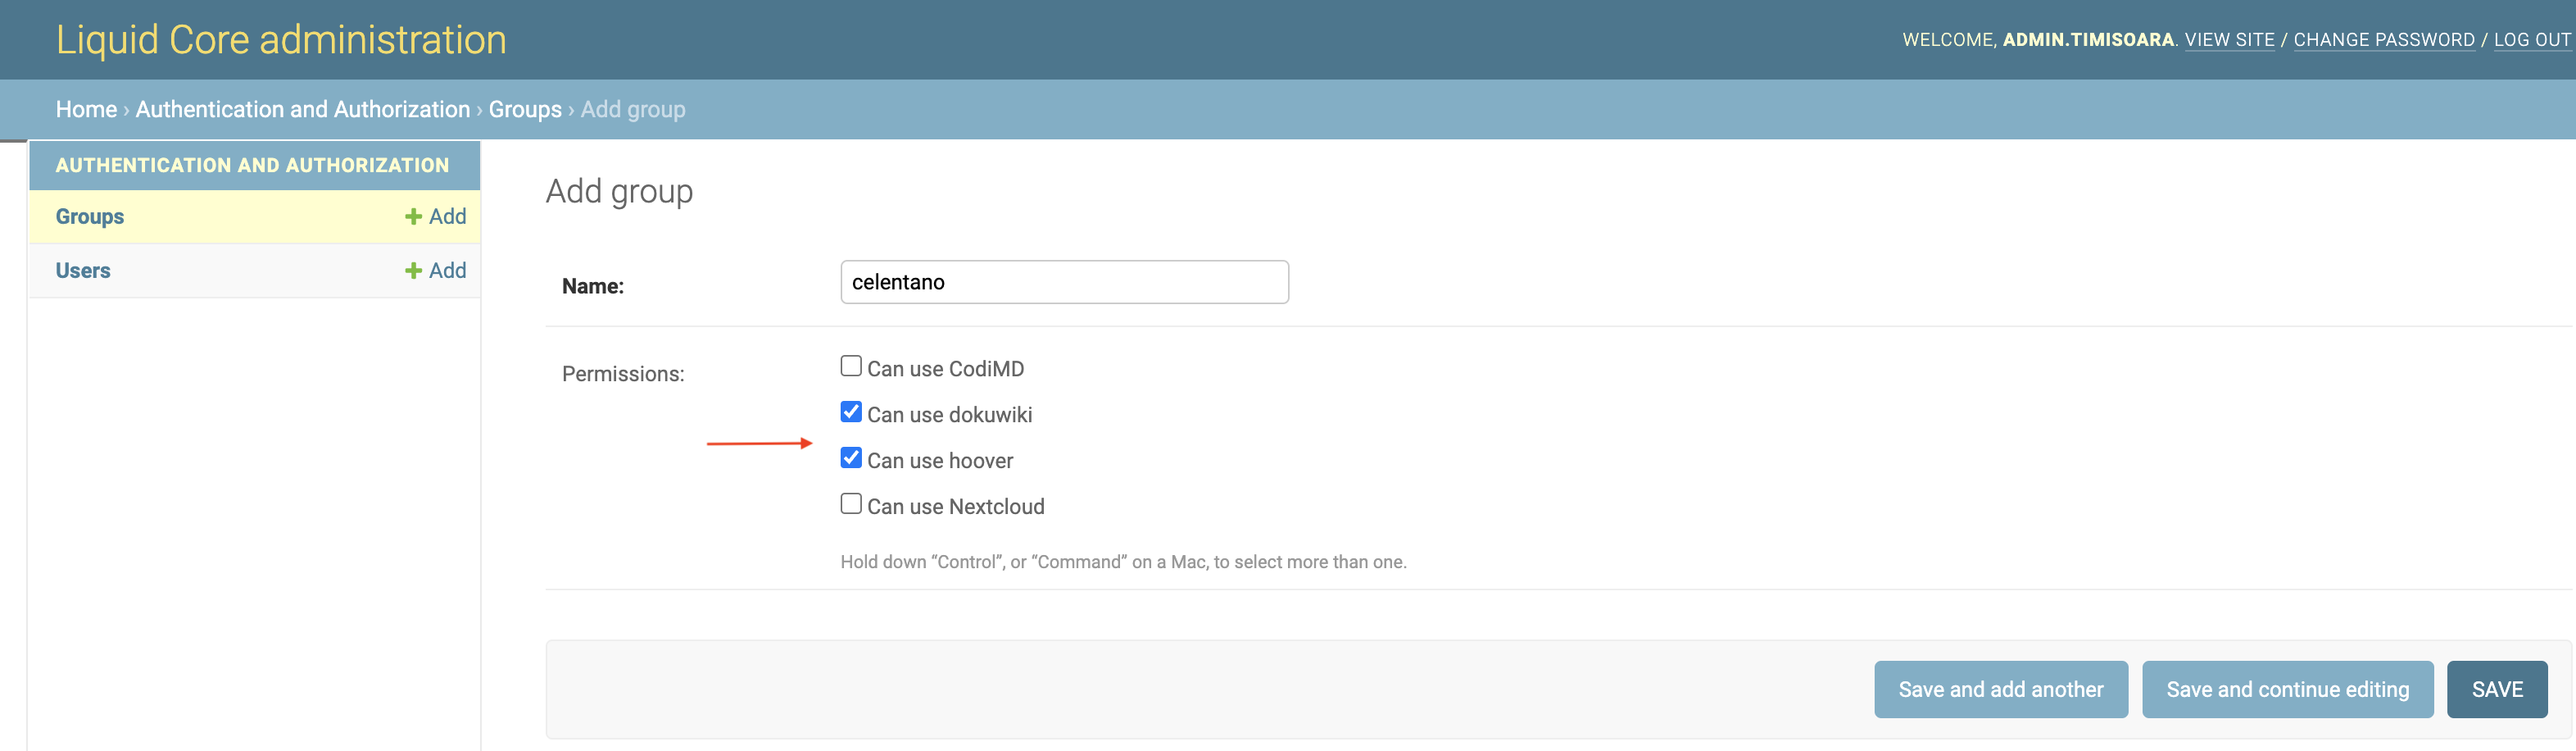 Liquid Core administration
WELCOME, ADMIN.TIMISOARA. VIEW SITE / CHANGE PASSWORD / LOG OUT
Home › Authentication and Authorization › Groups › Add group
AUTHENTICATION AND AUTHORIZATION
Groups
Add
Users
Add
Add group
Name:
celentano
Permissions:
Can use CodiMD
Can use dokuwiki
Can use hoover
Can use Nextcloud
Hold down “Control”, or “Command” on a Mac, to select more than one.
Save and add another
Save and continue editing
SAVE